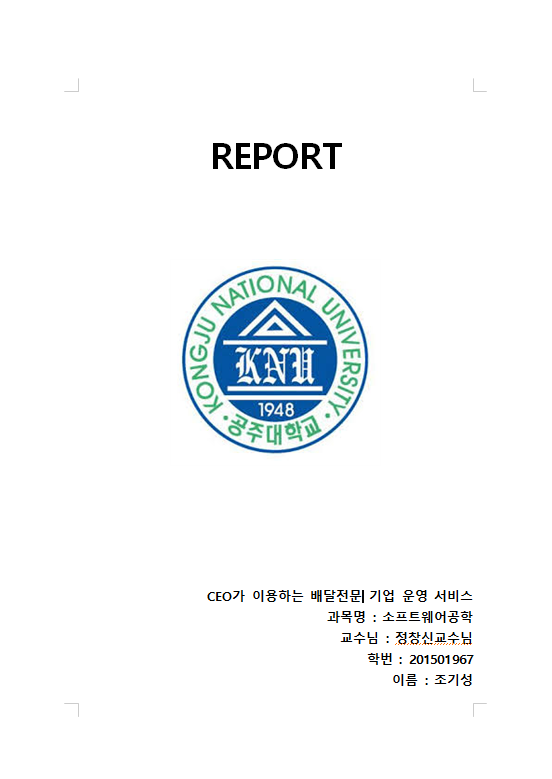 REPORT
KONGJU NATIONAL UNIVERSITY
KNU
1948
공주대학교
CEO가 이용하는 배달전문 기업 운영 서비스
과목명 : 소프트웨어공학
교수님 : 정창신교수님
학번 : 201501967
이름 : 조기성